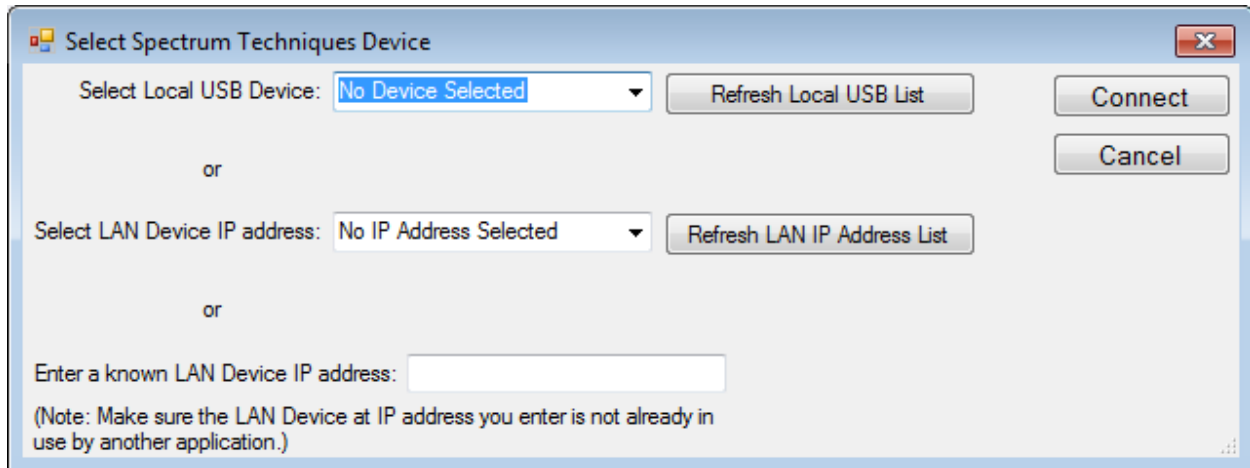 Select Spectrum Techniques Device
Select Local USB Device: No Device Selected Refresh Local USB List Connect
Cancel
or
Select LAN Device IP address: No IP Address Selected Refresh LAN IP Address List
or
Enter a known LAN Device IP address:
(Note: Make sure the LAN Device at IP address you enter is not already in
use by another application.)